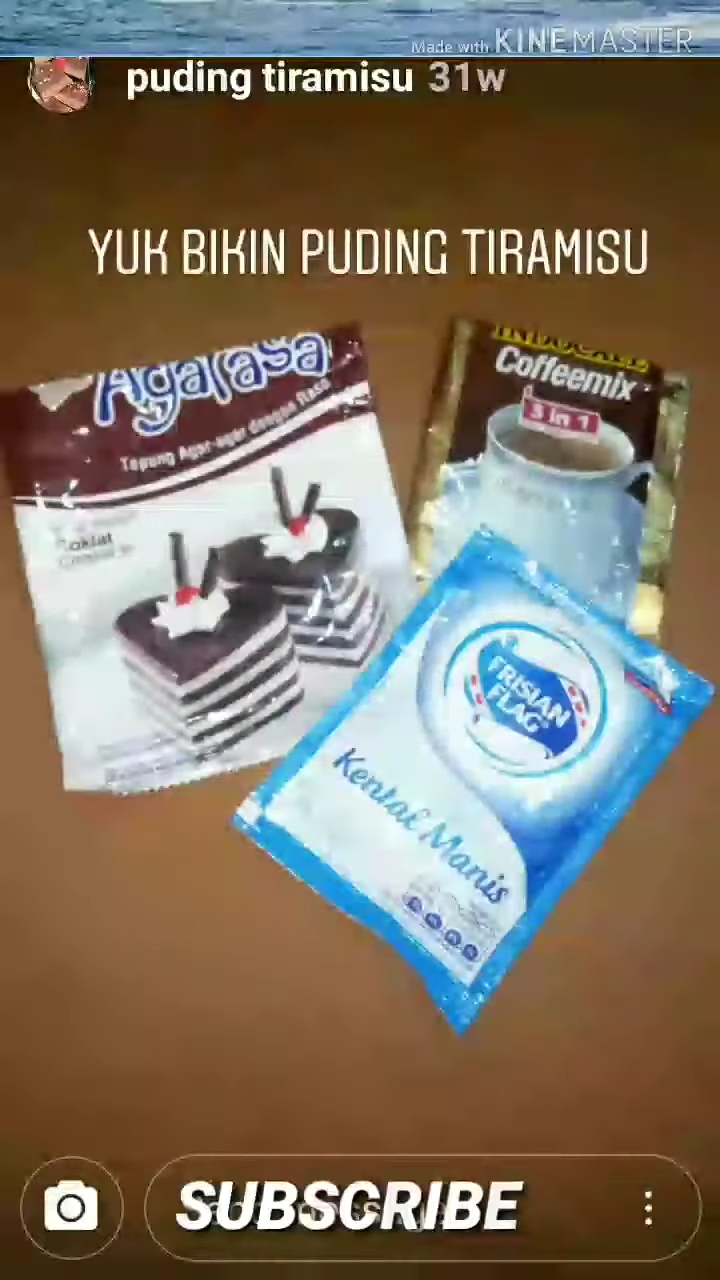 Made with KINEMASTER
puding tiramisu 31w
YUK BIKIN PUDING TIRAMISU
Agarasa
Tepung Agar-agar dengan Rasa
Coklat
INDOCAFE
Coffeemix
3 in 1
FRISIAN
FLAG
Kental Manis
SUBSCRIBE